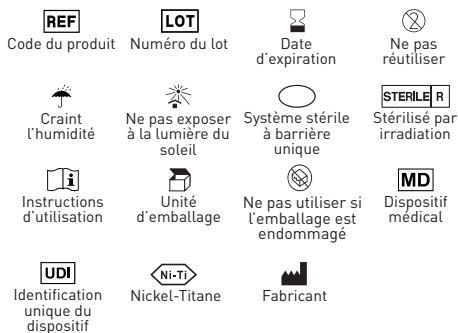 REF
LOT
Code du produit
Numéro du lot
Date
d'expiration
Ne pas
réutiliser
Craint
l'humidité
Ne pas exposer
à la lumière du
soleil
Système stérile
à barrière
unique
STERILE R
Stérilisé par
irradiation
Instructions
d'utilisation
Unité
d'emballage
Ne pas utiliser si
l'emballage est
endommagé
MD
Dispositif
médical
UDI
Identification
unique du
dispositif
Ni-Ti
Nickel-Titane
Fabricant